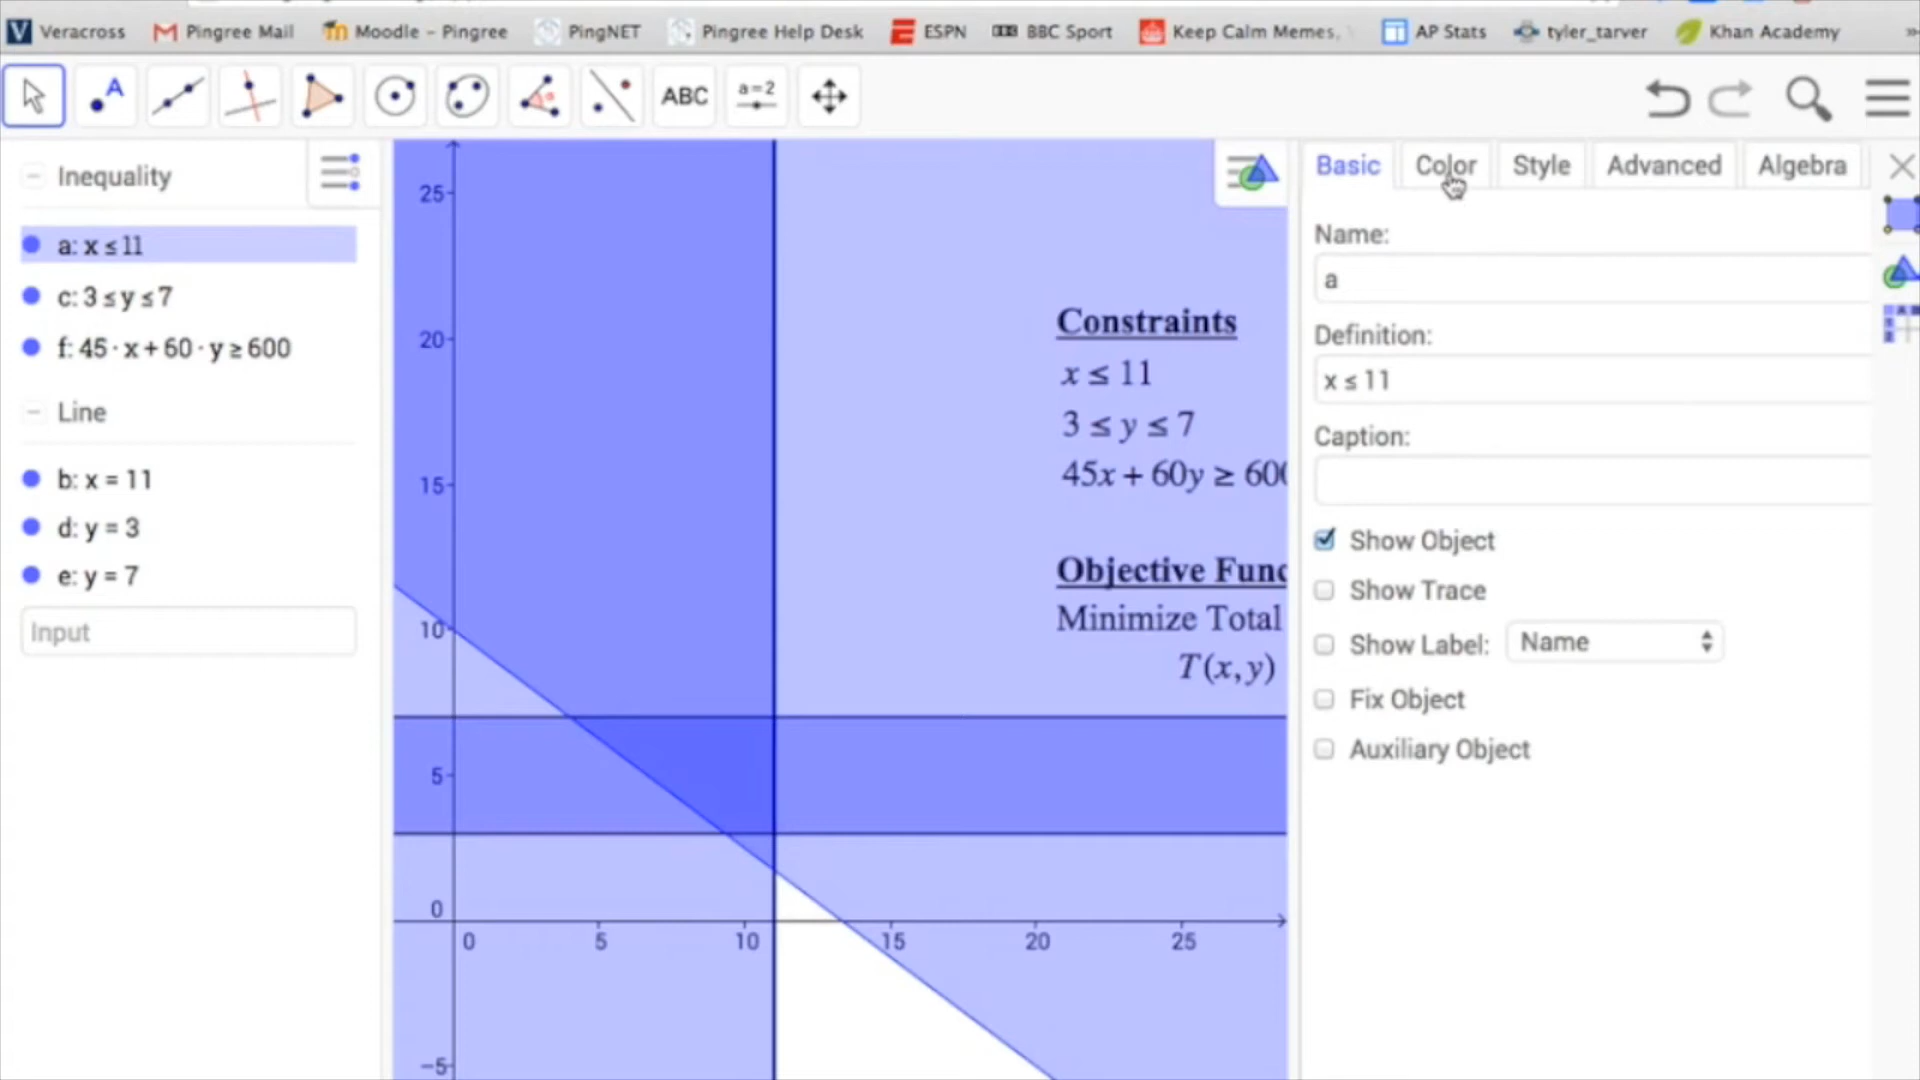 Veracross Pingree Mail Moodle - Pingree PingNET Pingree Help Desk ESPN BBC Sport Keep Calm Memes, AP Stats tyler_tarver Khan Academy »
A ABC a=2
Inequality
a: x ≤ 11
c: 3 ≤ y ≤ 7
f: 45 · x + 60 · y ≥ 600
Line
b: x = 11
d: y = 3
e: y = 7
Input
25
20
15
10
5
0
-5
0 5 10 15 20 25
Constraints
x ≤ 11
3 ≤ y ≤ 7
45x + 60y ≥ 600
Objective Func
Minimize Total
T(x,y)
Basic Color Style Advanced Algebra
Name:
a
Definition:
x ≤ 11
Caption:
Show Object
Show Trace
Show Label: Name
Fix Object
Auxiliary Object